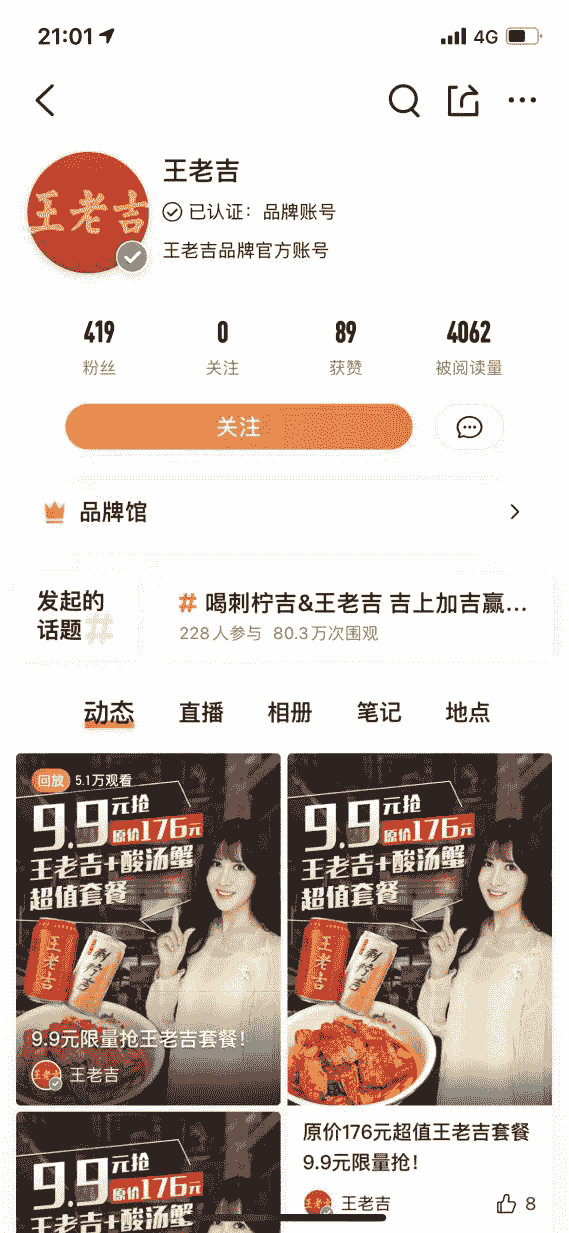 21:01
4G
王老吉
王老吉
已认证：品牌账号
王老吉品牌官方账号
419
0
89
4062
粉丝
关注
获赞
被阅读量
关注
品牌馆
发起的
话题#
# 喝刺柠吉&王老吉 吉上加吉赢...
228人参与 80.3万次围观
动态
直播
相册
笔记
地点
回放 5.1万观看
9.9元抢
原价176元
王老吉+酸汤蟹
超值套餐
王老吉
刺柠吉
9.9元限量抢王老吉套餐！
王老吉
9.9元抢
原价176元
王老吉+酸汤蟹
超值套餐
王老吉
刺柠吉
原价176元超值王老吉套餐
9.9元限量抢！
王老吉
8
9.9元抢
原价176元
王老吉+酸汤蟹